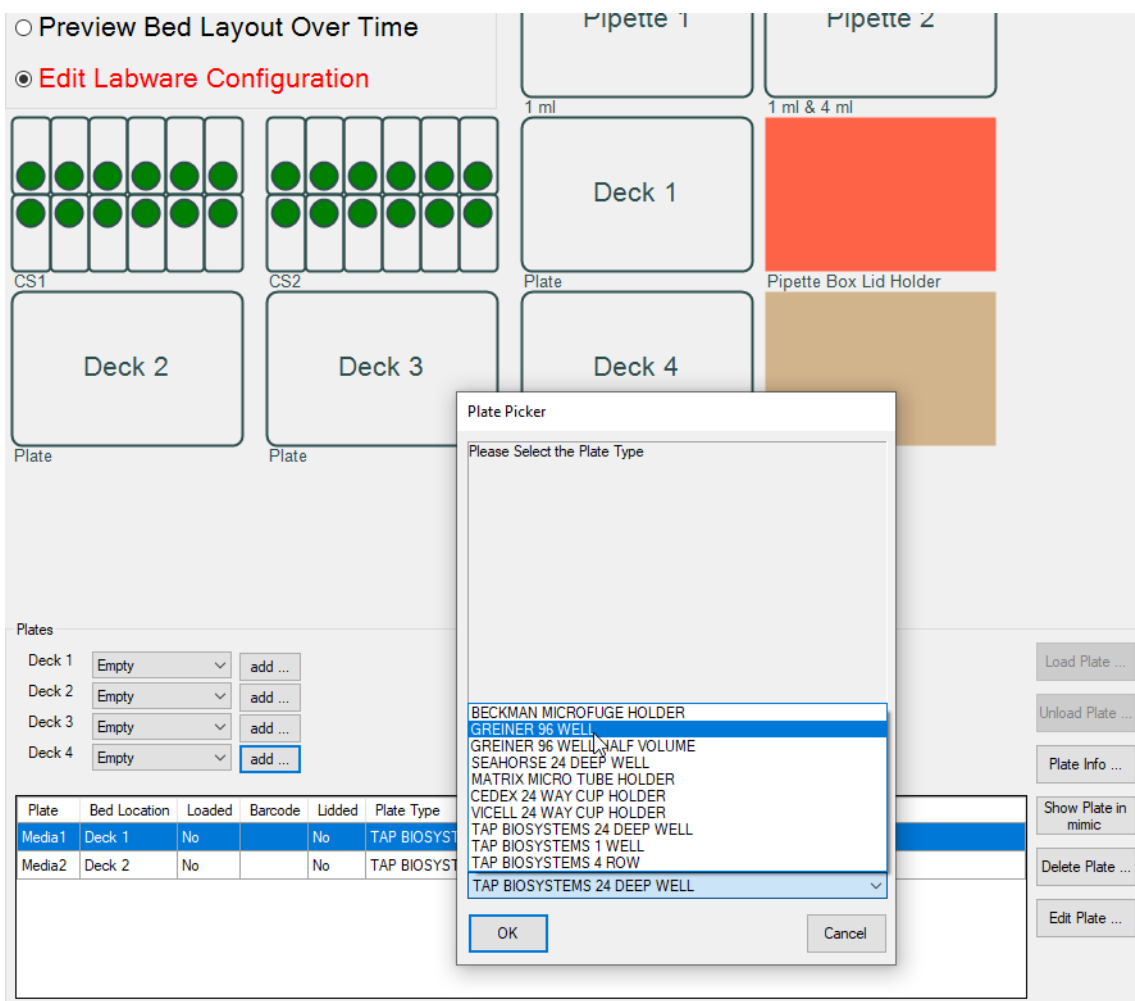 Preview Bed Layout Over Time
Edit Labware Configuration
Pipette 1
Pipette 2
1 ml
1 ml & 4 ml
Deck 1
CS1
CS2
Plate
Pipette Box Lid Holder
Deck 2
Deck 3
Deck 4
Plate
Plate
Plate Picker
Please Select the Plate Type
BECKMAN MICROFUGE HOLDER
GREINER 96 WELL
GREINER 96 WELL HALF VOLUME
SEAHORSE 24 DEEP WELL
MATRIX MICRO TUBE HOLDER
CEDEX 24 WAY CUP HOLDER
VICELL 24 WAY CUP HOLDER
TAP BIOSYSTEMS 24 DEEP WELL
TAP BIOSYSTEMS 1 WELL
TAP BIOSYSTEMS 4 ROW
TAP BIOSYSTEMS 24 DEEP WELL
OK Cancel
Plates
Deck 1 Empty add ...
Deck 2 Empty add ...
Deck 3 Empty add ...
Deck 4 Empty add ...
Plate Bed Location Loaded Barcode Lidded Plate Type
Media1 Deck 1 No No TAP BIOSYST
Media2 Deck 2 No No TAP BIOSYST
Load Plate ...
Unload Plate ...
Plate Info ...
Show Plate in
mimic
Delete Plate ...
Edit Plate ...